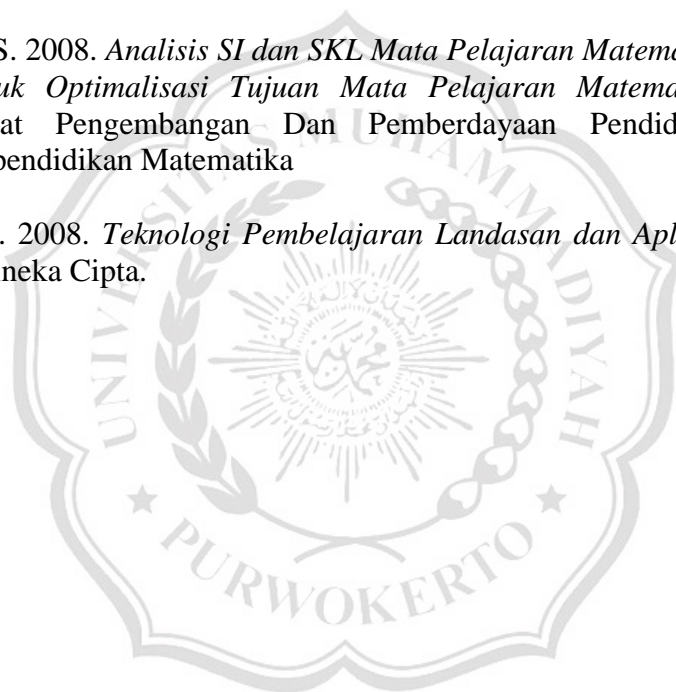 S. 2008. Analisis SI dan SKL Mata Pelajaran Matema
uk Optimalisasi Tujuan Mata Pelajaran Matema
at Pengembangan Dan Pemberdayaan Pendid
pendidikan Matematika
. 2008. Teknologi Pembelajaran Landasan dan Apl
neka Cipta.
UNIVERSITAS MUHAMMADIYAH
PURWOKERTO